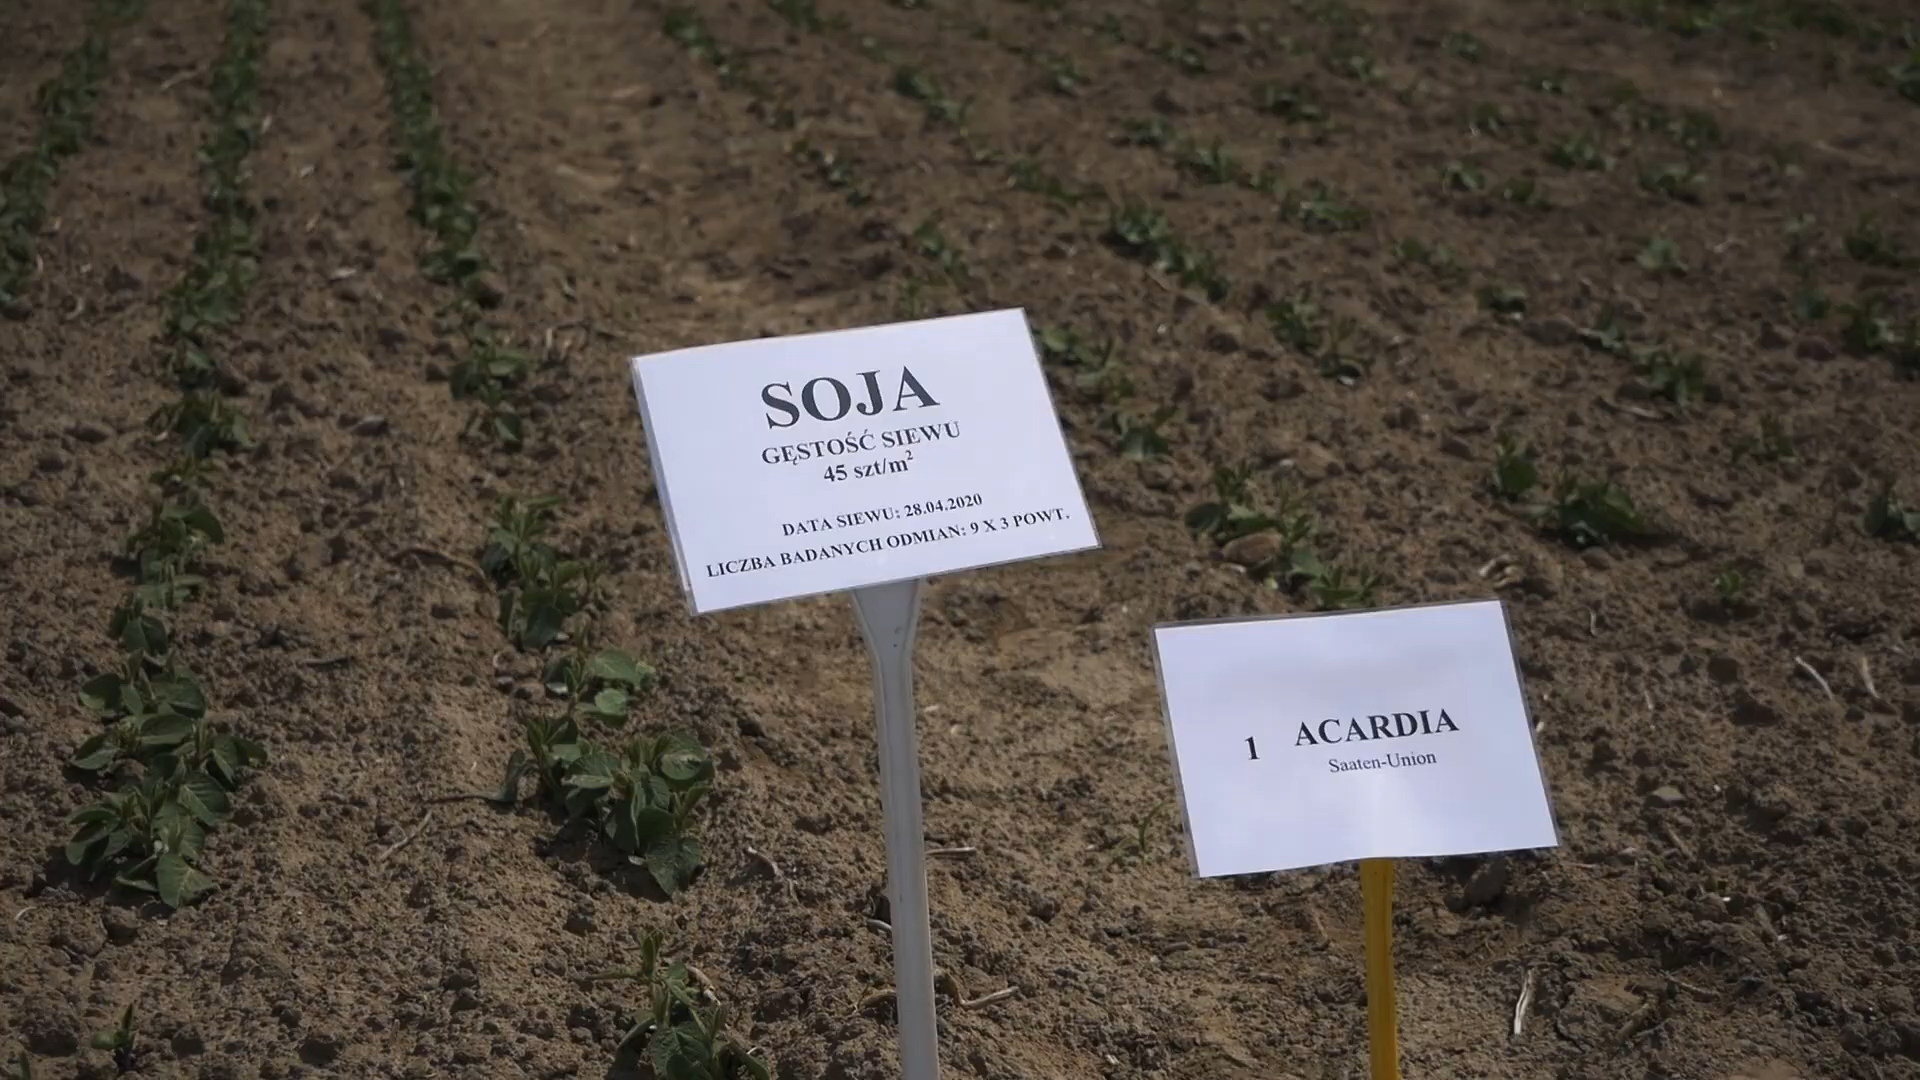 SOJA
GĘSTOŚĆ SIEWU
45 szt/m²
DATA SIEWU: 28.04.2020
LICZBA BADANYCH ODMIAN: 9 X 3 POWT.
1 ACARDIA
Saaten-Union